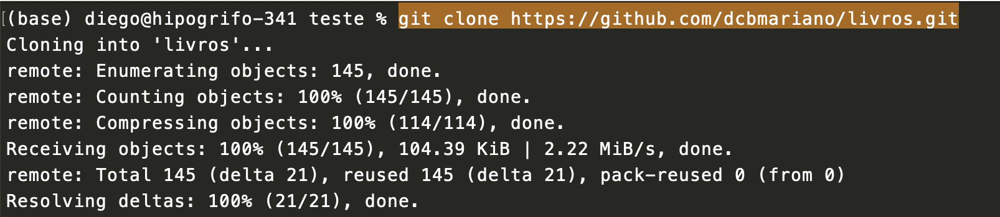 [(base) diego@hipogrifo-341 teste % git clone https://github.com/dcbmariano/livros.git
Cloning into 'livros'...
remote: Enumerating objects: 145, done.
remote: Counting objects: 100% (145/145), done.
remote: Compressing objects: 100% (114/114), done.
Receiving objects: 100% (145/145), 104.39 KiB | 2.22 MiB/s, done.
remote: Total 145 (delta 21), reused 145 (delta 21), pack-reused 0 (from 0)
Resolving deltas: 100% (21/21), done.